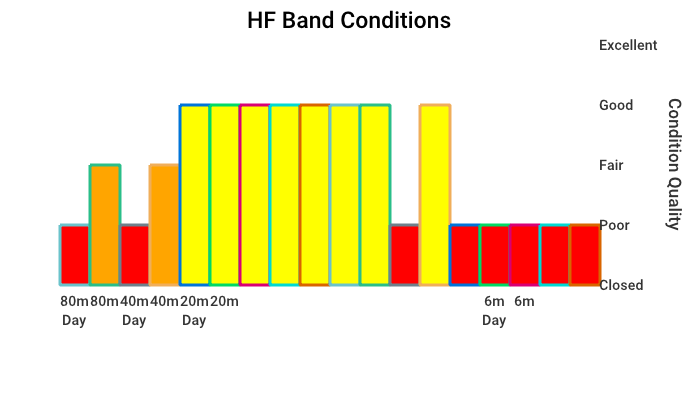 HF Band Conditions
Excellent
Good
Fair
Poor
Closed
Condition Quality
80m 80m 40m 40m 20m 20m 6m 6m
Day Day Day Day